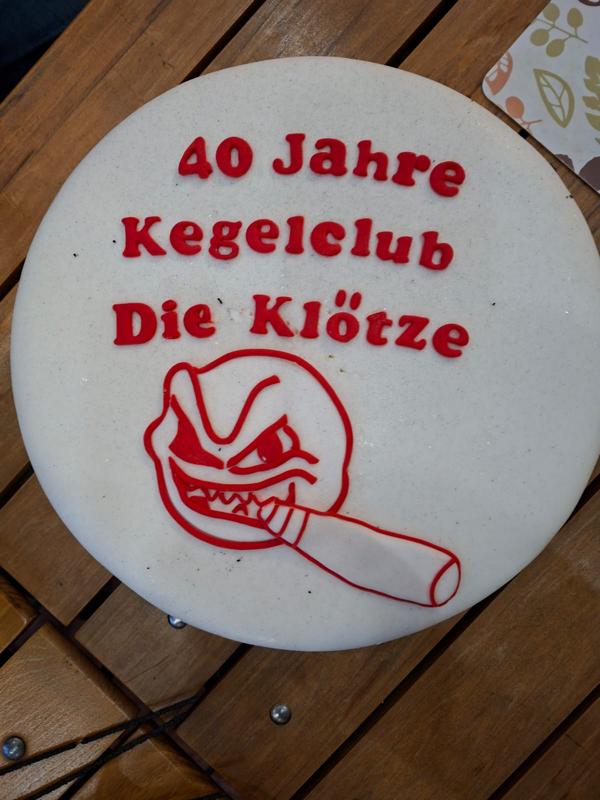 40 Jahre
Kegelclub
Die Klötze